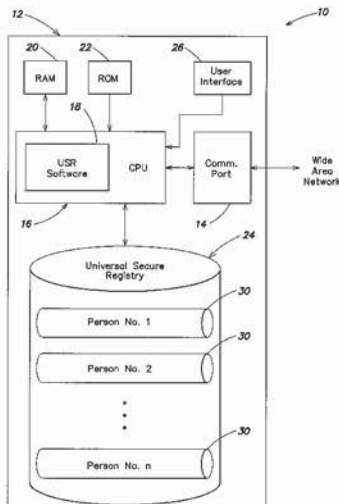 12
10
20
22
26
RAM
ROM
User
Interface
18
USR
Software
CPU
Comm.
Port
Wide
Area
Network
16
14
24
Universal Secure
Registry
30
Person No. 1
30
Person No. 2
30
Person No. n